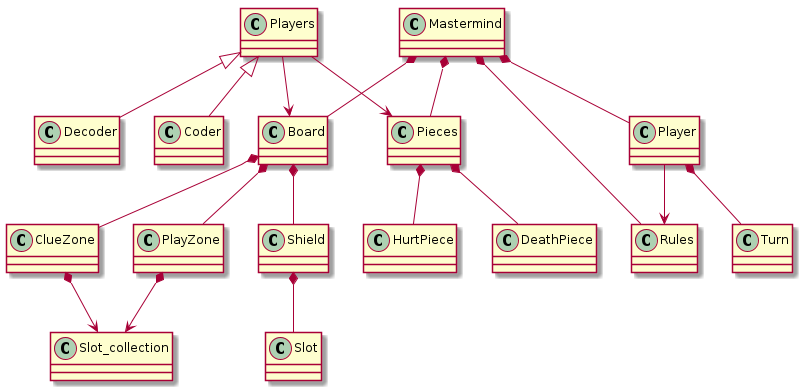 C Players
C Mastermind
C Decoder
C Coder
C Board
C Pieces
C Player
C ClueZone
C PlayZone
C Shield
C HurtPiece
C DeathPiece
C Rules
C Turn
C Slot_collection
C Slot